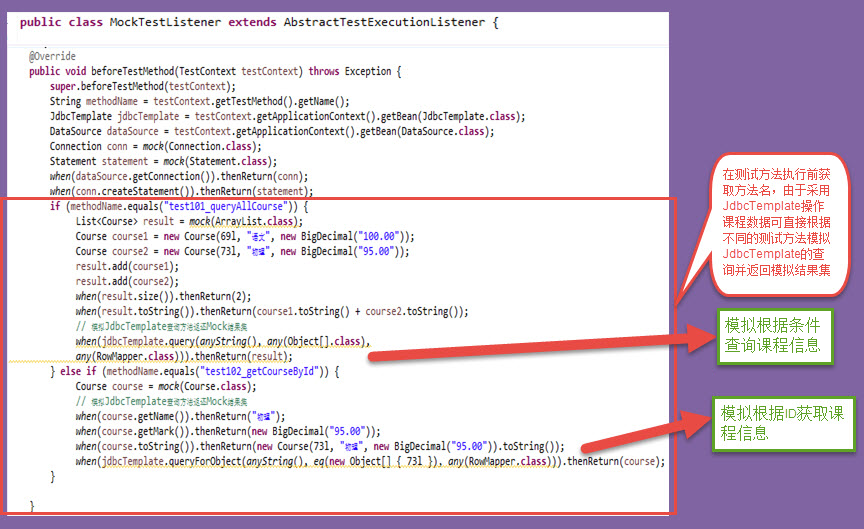 public class MockTestListener extends AbstractTestExecutionListener {
@Override
public void beforeTestMethod(TestContext testContext) throws Exception {
super.beforeTestMethod(testContext);
String methodName = testContext.getTestMethod().getName();
JdbcTemplate jdbcTemplate = testContext.getApplicationContext().getBean(JdbcTemplate.class);
DataSource dataSource = testContext.getApplicationContext().getBean(DataSource.class);
Connection conn = mock(Connection.class);
Statement statement = mock(Statement.class);
when(dataSource.getConnection()).thenReturn(conn);
when(conn.createStatement()).thenReturn(statement);
if (methodName.equals("test101_queryAllCourse")) {
List<Course> result = mock(ArrayList.class);
Course course1 = new Course(69l, "语文", new BigDecimal("100.00"));
Course course2 = new Course(73l, "物理", new BigDecimal("95.00"));
result.add(course1);
result.add(course2);
when(result.size()).thenReturn(2);
when(result.toString()).thenReturn(course1.toString() + course2.toString());
// 模拟JdbcTemplate查询方法返回Mock结果集
when(jdbcTemplate.query(anyString(), any(Object[].class),
any(RowMapper.class))).thenReturn(result);
} else if (methodName.equals("test102_getCourseById")) {
Course course = mock(Course.class);
// 模拟JdbcTemplate查询方法返回Mock结果集
when(course.getName()).thenReturn("物理");
when(course.getMark()).thenReturn(new BigDecimal("95.00"));
when(course.toString()).thenReturn(new Course(73l, "物理", new BigDecimal("95.00")).toString());
when(jdbcTemplate.queryForObject(anyString(), eq(new Object[] { 73l }), any(RowMapper.class))).thenReturn(course);
}
}
在测试方法执行前获
取方法名，由于采用
JdbcTemplate操作
课程数据可直接根据
不同的测试方法模拟
JdbcTemplate的查
询并返回模拟结果集
模拟根据条件
查询课程信息
模拟根据ID获取课
程信息